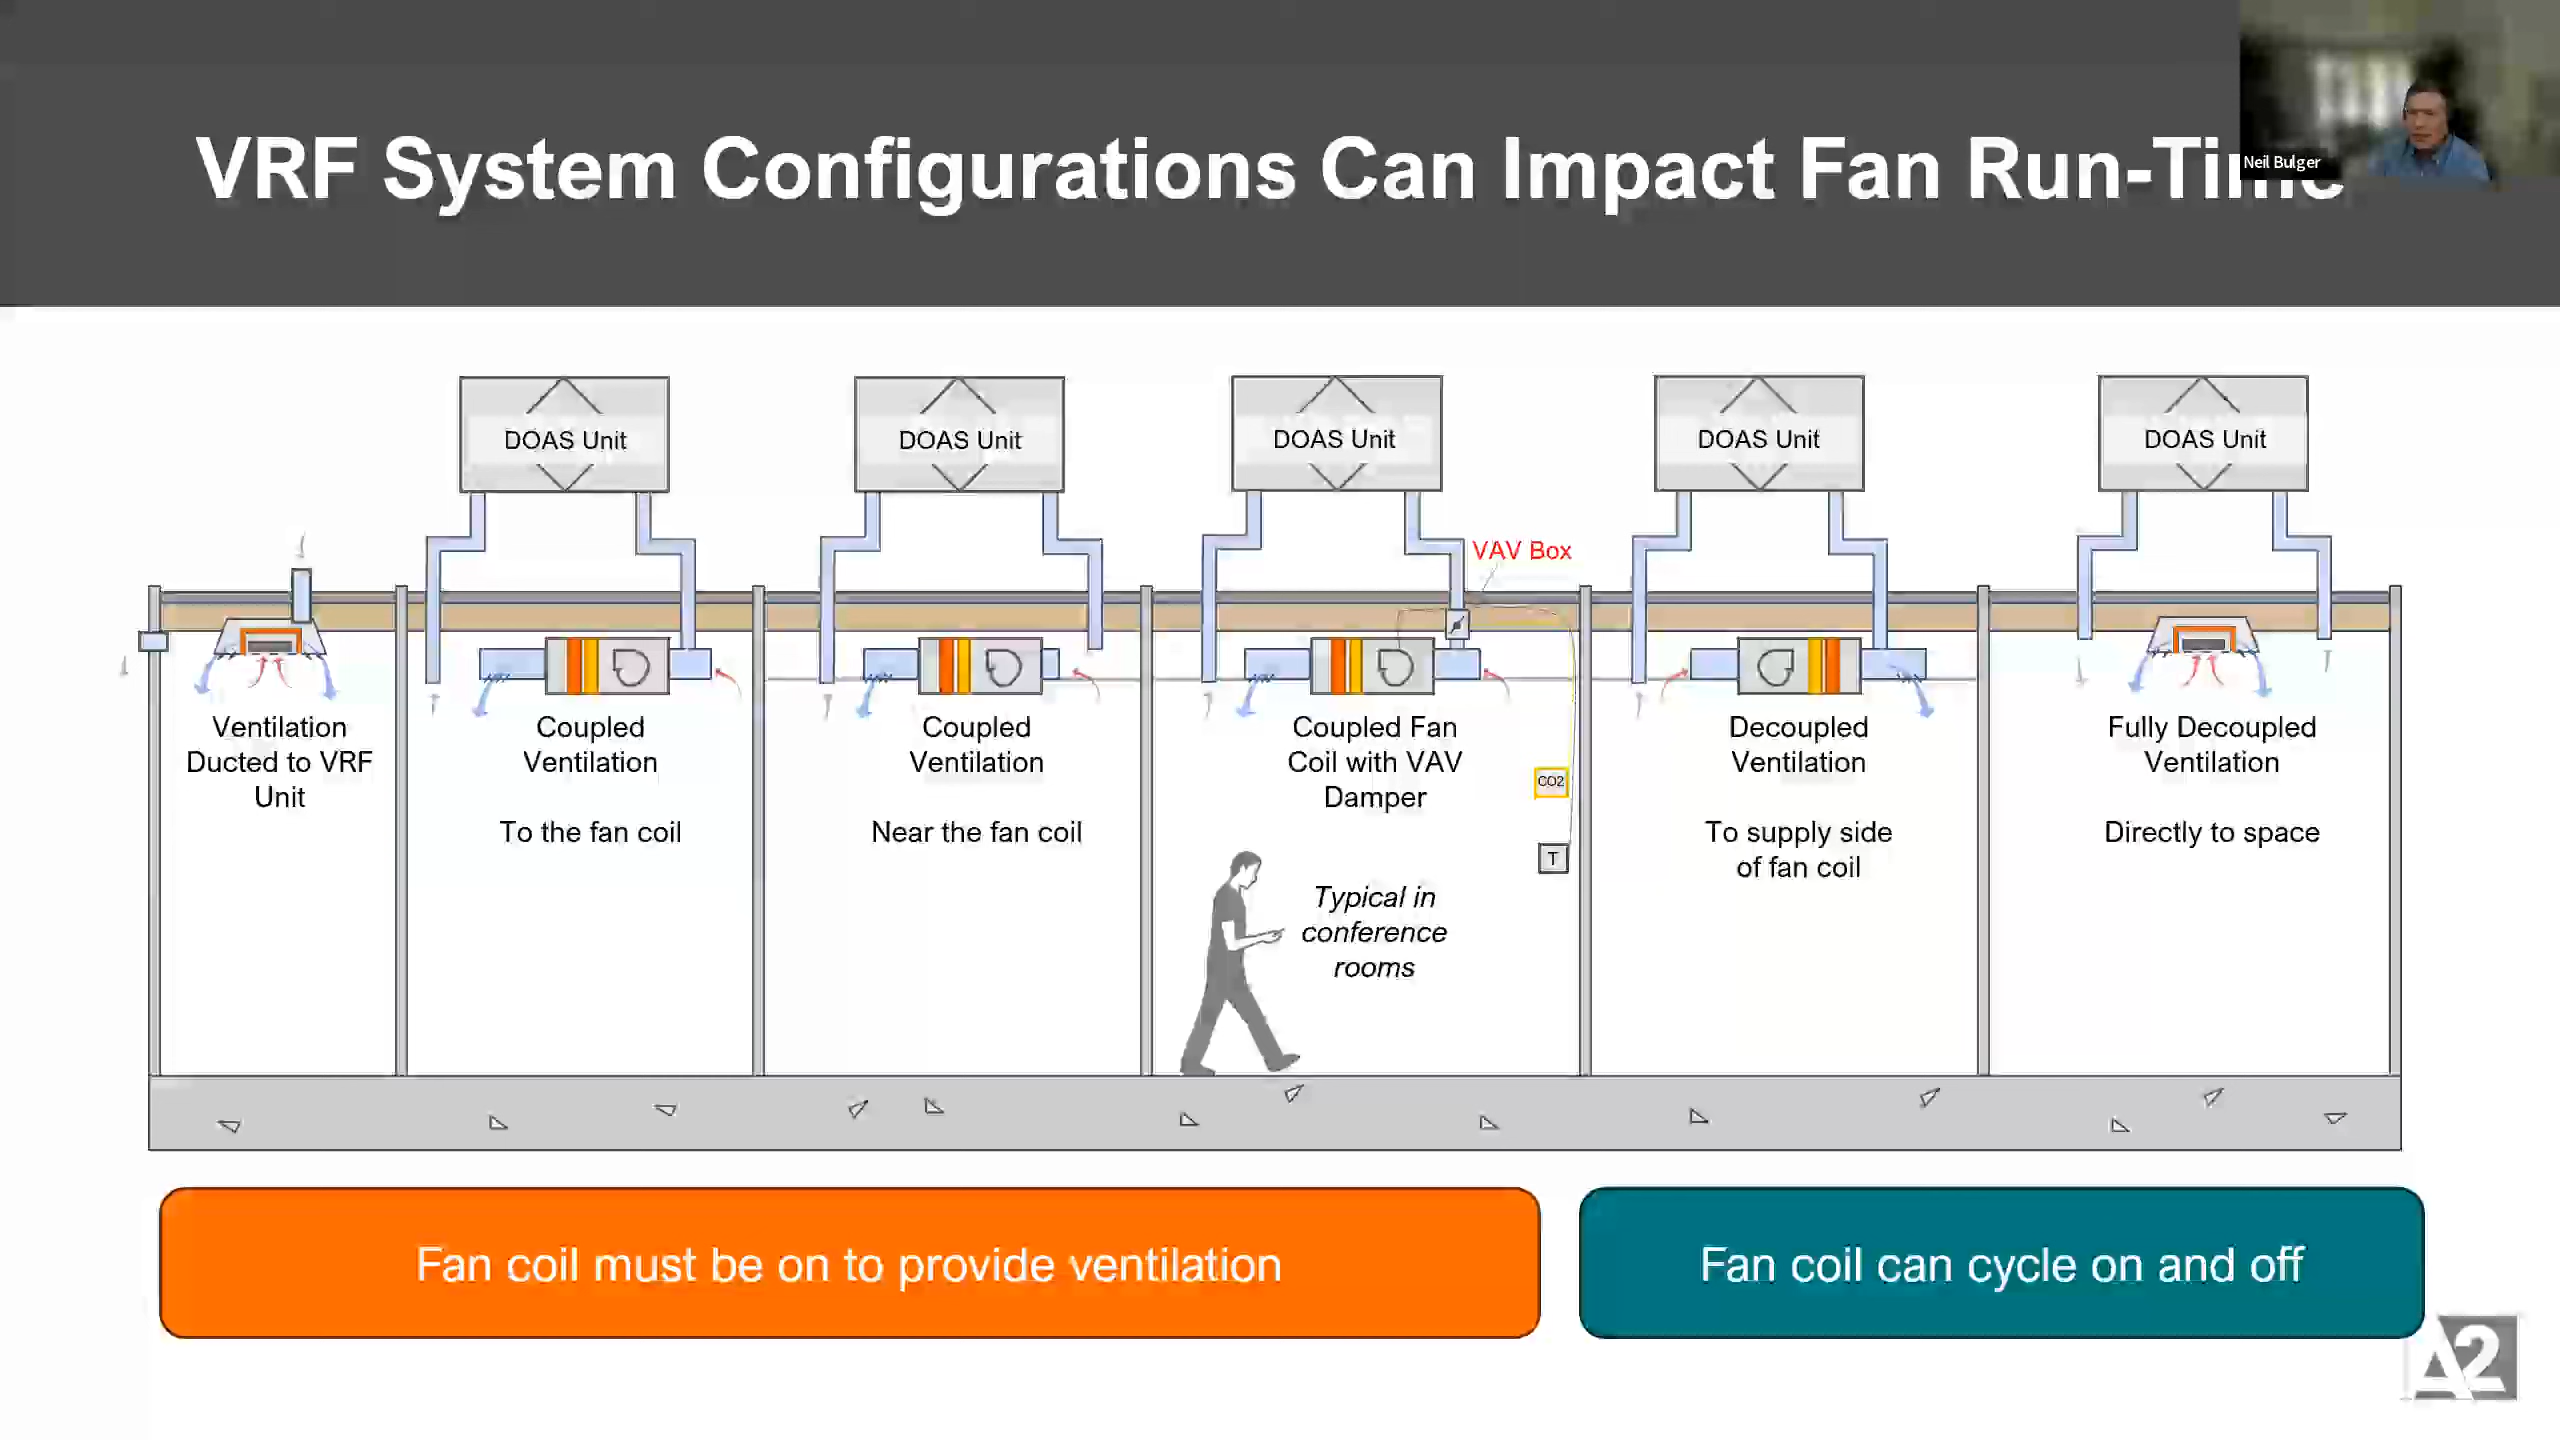 VRF System Configurations Can Impact Fan Run-Time
Neil Bulger
DOAS Unit
DOAS Unit
DOAS Unit
DOAS Unit
DOAS Unit
VAV Box
Ventilation
Ducted to VRF
Unit
Coupled
Ventilation
To the fan coil
Coupled
Ventilation
Near the fan coil
Coupled Fan
Coil with VAV
Damper
Typical in
conference
rooms
CO2
T
Decoupled
Ventilation
To supply side
of fan coil
Fully Decoupled
Ventilation
Directly to space
Fan coil must be on to provide ventilation
Fan coil can cycle on and off
A2